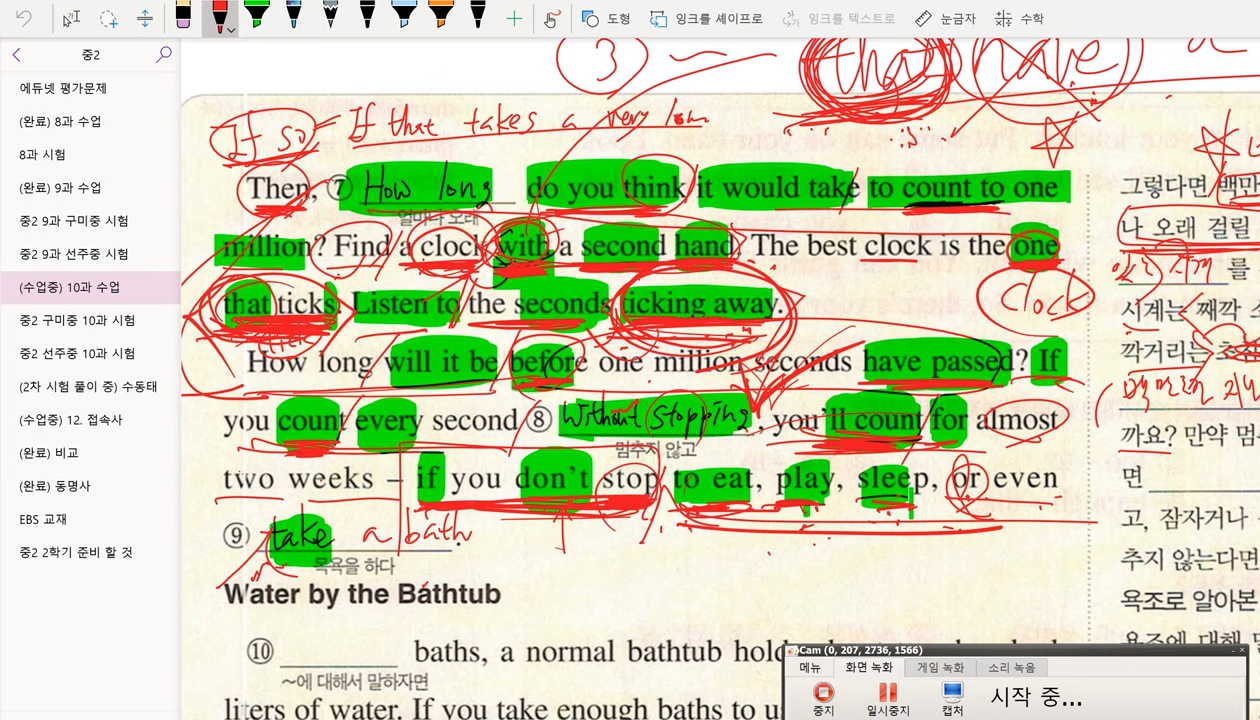 도형
잉크를 셰이프로
잉크를 텍스트로
눈금자
수학
중2
에듀넷 평가문제
(완료) 8과 수업
8과 시험
(완료) 9과 수업
중2 9과 구미중 시험
중2 9과 선주중 시험
(수업중) 10과 수업
중2 구미중 10과 시험
중2 선주중 10과 시험
(2차 시험 풀이 중) 수동태
(수업중) 12. 접속사
(완료) 비교
(완료) 동명사
EBS 교재
중2 2학기 준비 할 것
③ that have
If so = If that takes a very long
Then, ⑦ How long do you think it would take to count to one
얼마나 오래
million? Find a clock with a second hand. The best clock is the one
that ticks. Listen to the seconds ticking away.
clock
How long will it be before one million seconds have passed? If
you count every second ⑧ without stopping, you'll count for almost
멈추지 않고
two weeks – if you don't stop to eat, play, sleep, or even
⑨ take a bath.
목욕을 하다
Water by the Bathtub
⑩ baths, a normal bathtub
~에 대해서 말하자면
liters of water. If you take enough baths to
그렇다면
나 오래 걸릴
를
시계는 째깍
깍거리는
까요? 만약
면
고, 잠자거나
추지 않는다면
욕조로 알아본
욕조에 대해
oCam (0, 207, 2736, 1566)
메뉴 화면 녹화 게임 녹화 소리 녹음
중지 일시중지 캡처 시작 중...